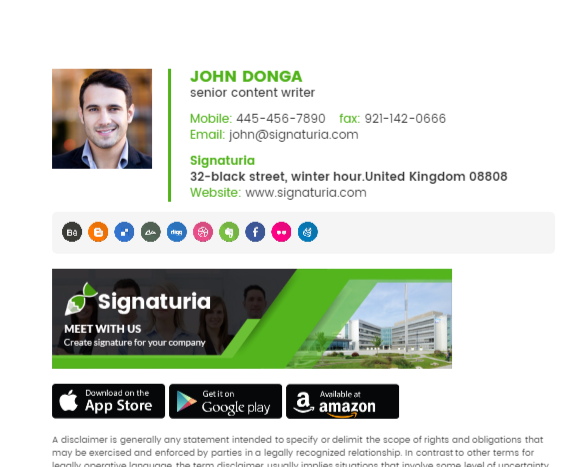 JOHN DONGA
senior content writer
Mobile: 445-456-7890 fax: 921-142-0666
Email: john@signaturia.com
Signaturia
32-black street, winter hour.United Kingdom 08808
Website: www.signaturia.com
Bē
digg
f
Signaturia
MEET WITH US
Create signature for your company
Download on the
App Store
Get it on
Google play
a
Available at
amazon
A disclaimer is generally any statement intended to specify or delimit the scope of rights and obligations that
may be exercised and enforced by parties in a legally recognized relationship. In contrast to other terms for
legally operative language, the term disclaimer usually implies situations that involve some level of uncertainty,